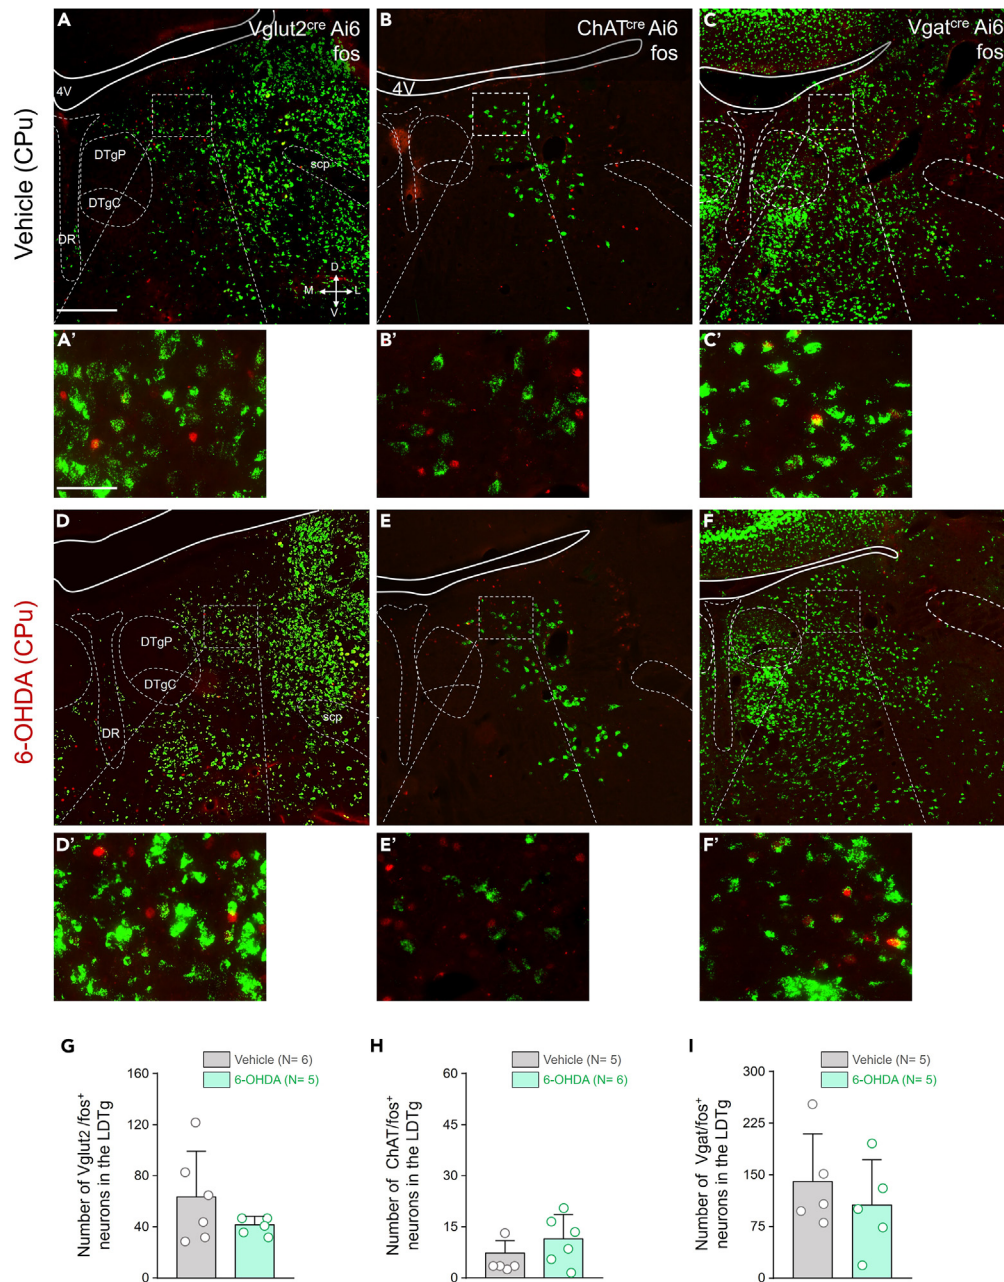 A
Vglut2cre Ai6
fos
4V
DTgP
DTgC
DR
scp
D
M
L
V
B
ChATcre Ai6
fos
4V
C
Vgatcre Ai6
fos
Vehicle (CPu)
A'
B'
C'
D
DTgP
DTgC
DR
scp
E
F
6-OHDA (CPu)
D'
E'
F'
G
Vehicle (N= 6)
6-OHDA (N= 5)
Number of Vglut2 /fos+
neurons in the LDTg
160
120
80
40
0
H
Vehicle (N= 5)
6-OHDA (N= 6)
Number of ChAT/fos+
neurons in the LDTg
60
45
30
15
0
I
Vehicle (N= 5)
6-OHDA (N= 5)
Number of Vgat/fos+
neurons in the LDTg
300
225
150
75
0